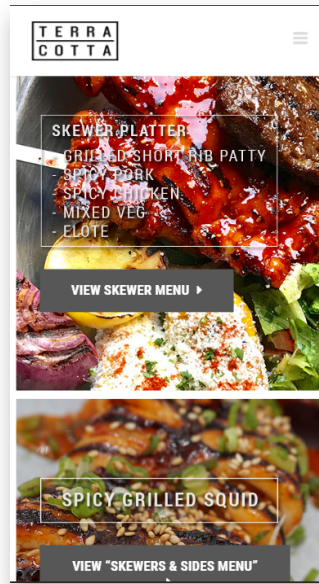 TERRA
COTTA
SKEWER PLATTER
- GRILLED SHORT RIB PATTY
- SPICY PORK
- SPICY CHICKEN
- MIXED VEG
- ELOTE
VIEW SKEWER MENU
SPICY GRILLED SQUID
VIEW “SKEWERS & SIDES MENU”